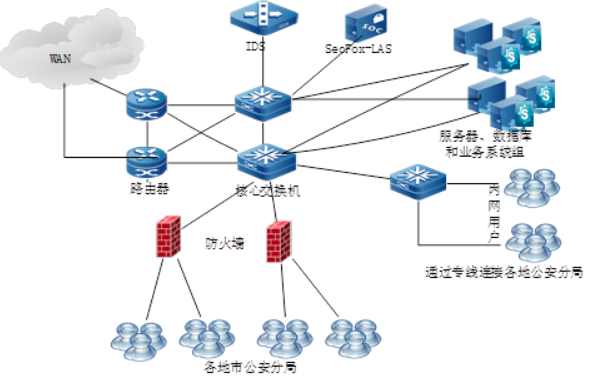 WAN
IDS
SecFox-LAS
SOC
服务器、数据库
和业务系统组
路由器
核心交换机
内网用户
防火墙
通过专线连接各地公安分局
各地市公安分局